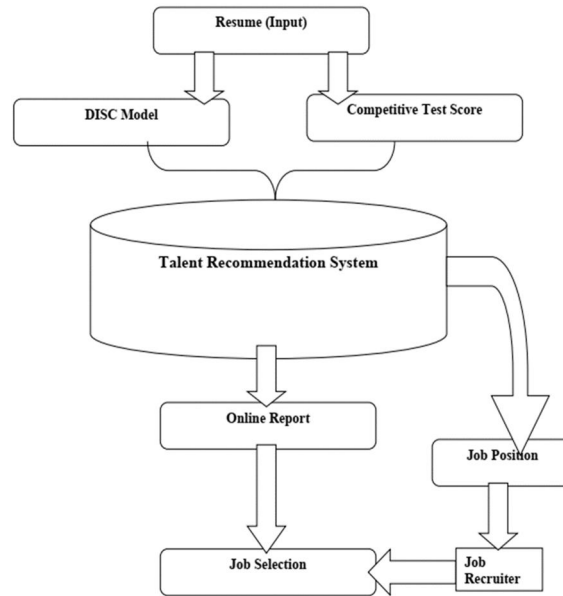 Resume (Input)
DISC Model
Competitive Test Score
Talent Recommendation System
Online Report
Job Position
Job Selection
Job
Recruiter